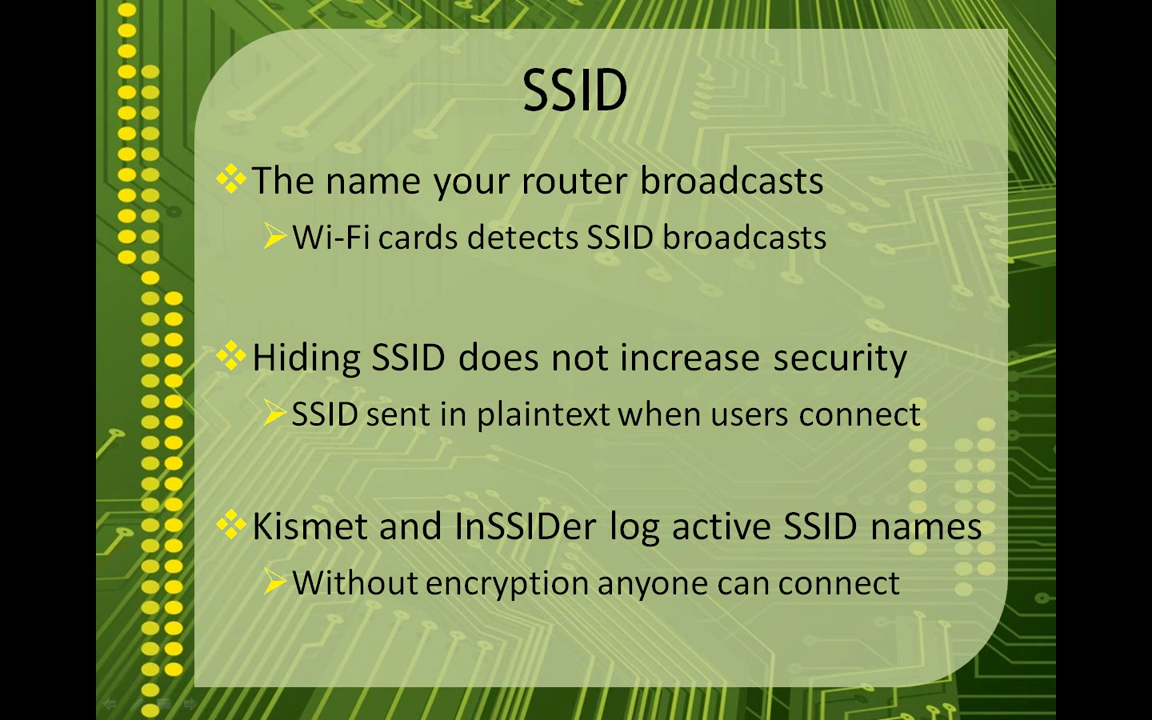 SSID
The name your router broadcasts
Wi-Fi cards detects SSID broadcasts
Hiding SSID does not increase security
SSID sent in plaintext when users connect
Kismet and InSSIDer log active SSID names
Without encryption anyone can connect